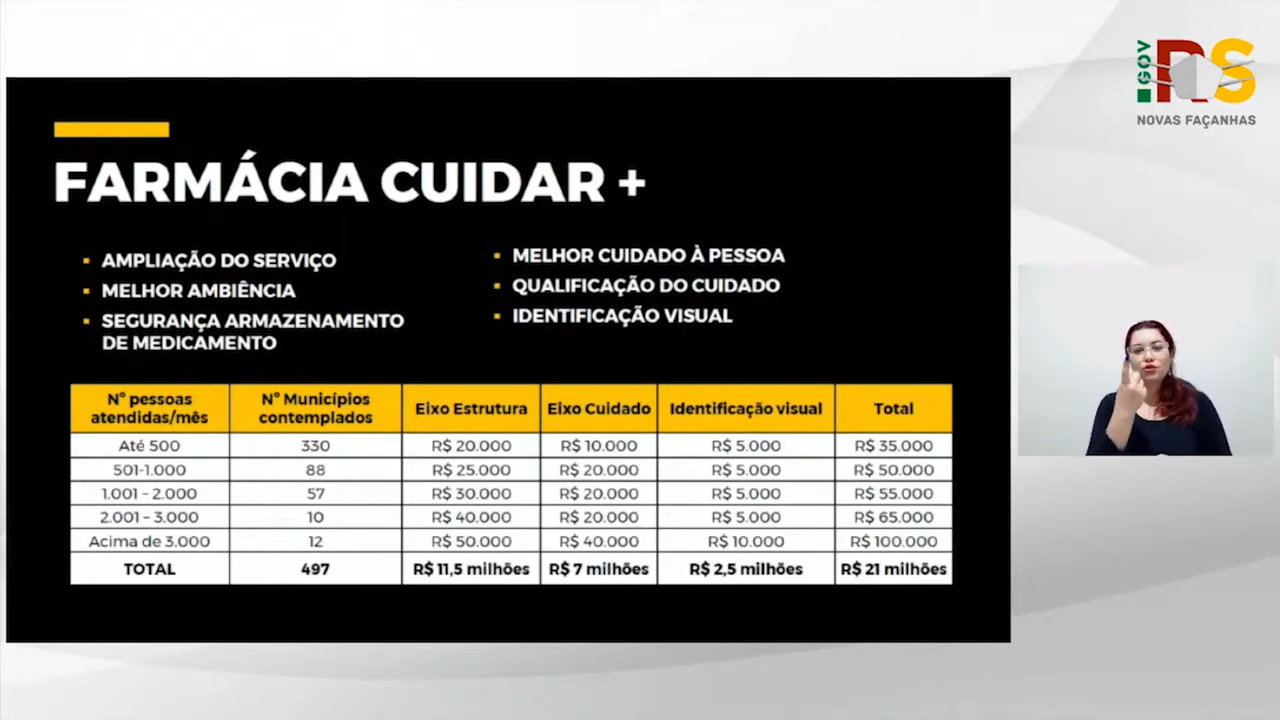 GOV
RS
NOVAS FAÇANHAS
FARMÁCIA CUIDAR +
▪ AMPLIAÇÃO DO SERVIÇO
▪ MELHOR AMBIÊNCIA
▪ SEGURANÇA ARMAZENAMENTO
DE MEDICAMENTO
▪ MELHOR CUIDADO À PESSOA
▪ QUALIFICAÇÃO DO CUIDADO
▪ IDENTIFICAÇÃO VISUAL
Nº pessoas atendidas/mês Nº Municípios contemplados Eixo Estrutura Eixo Cuidado Identificação visual Total
Até 500 330 R$ 20.000 R$ 10.000 R$ 5.000 R$ 35.000
501-1.000 88 R$ 25.000 R$ 20.000 R$ 5.000 R$ 50.000
1.001 – 2.000 57 R$ 30.000 R$ 20.000 R$ 5.000 R$ 55.000
2.001 – 3.000 10 R$ 40.000 R$ 20.000 R$ 5.000 R$ 65.000
Acima de 3.000 12 R$ 50.000 R$ 40.000 R$ 10.000 R$ 100.000
TOTAL 497 R$ 11,5 milhões R$ 7 milhões R$ 2,5 milhões R$ 21 milhões